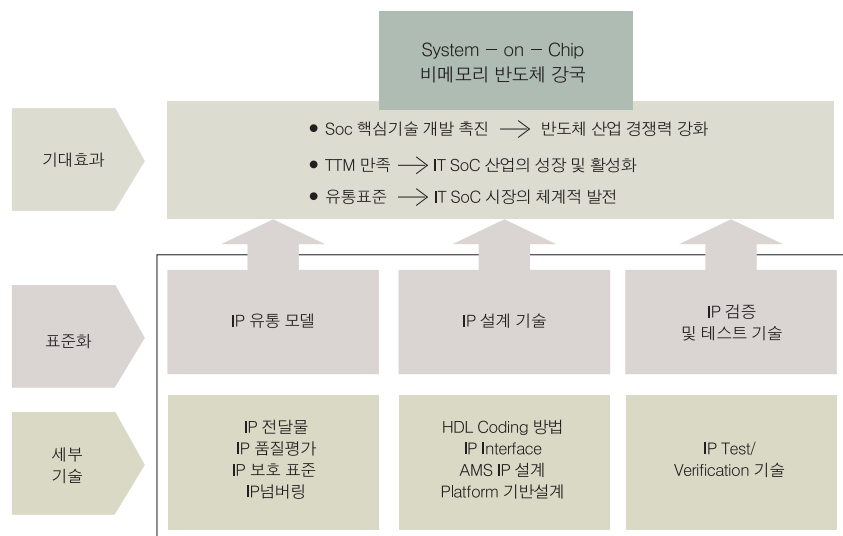 System – on – Chip
비메모리 반도체 강국
기대효과
● Soc 핵심기술 개발 촉진 → 반도체 산업 경쟁력 강화
● TTM 만족 → IT SoC 산업의 성장 및 활성화
● 유통표준 → IT SoC 시장의 체계적 발전
표준화
IP 유통 모델
IP 설계 기술
IP 검증
및 테스트 기술
세부
기술
IP 전달물
IP 품질평가
IP 보호 표준
IP넘버링
HDL Coding 방법
IP Interface
AMS IP 설계
Platform 기반설계
IP Test/
Verification 기술